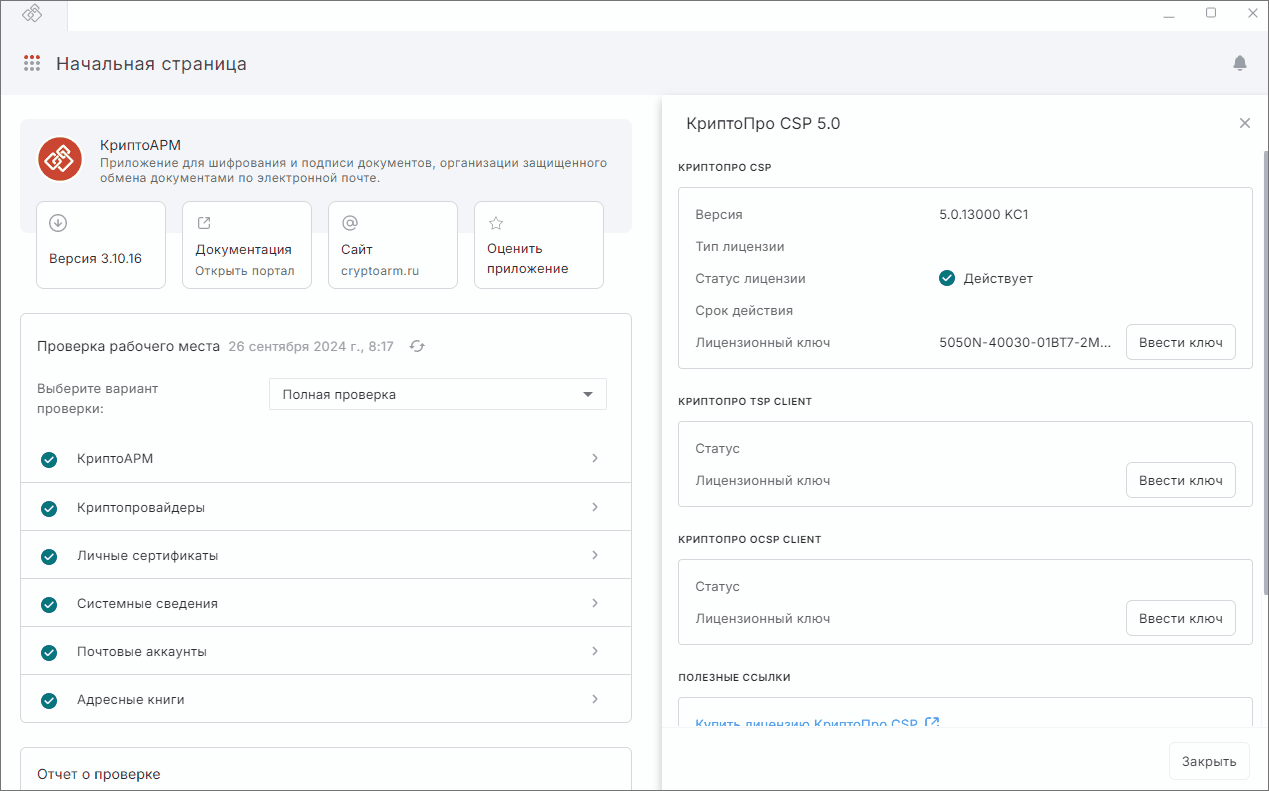 Начальная страница
КриптоАРМ
Приложение для шифрования и подписи документов, организации защищенного
обмена документами по электронной почте.
Версия 3.10.16
Документация
Открыть портал
Сайт
cryptoarm.ru
Оценить
приложение
Проверка рабочего места 26 сентября 2024 г., 8:17
Выберите вариант
проверки:
Полная проверка
КриптоАРМ
Криптопровайдеры
Личные сертификаты
Системные сведения
Почтовые аккаунты
Адресные книги
Отчет о проверке
КриптоПро CSP 5.0
КРИПТОПРО CSP
Версия 5.0.13000 KC1
Тип лицензии
Статус лицензии Действует
Срок действия
Лицензионный ключ 5050N-40030-01BT7-2M... Ввести ключ
КРИПТОПРО TSP CLIENT
Статус
Лицензионный ключ Ввести ключ
КРИПТОПРО OCSP CLIENT
Статус
Лицензионный ключ Ввести ключ
ПОЛЕЗНЫЕ ССЫЛКИ
Купить лицензию КриптоПро CSP
Закрыть